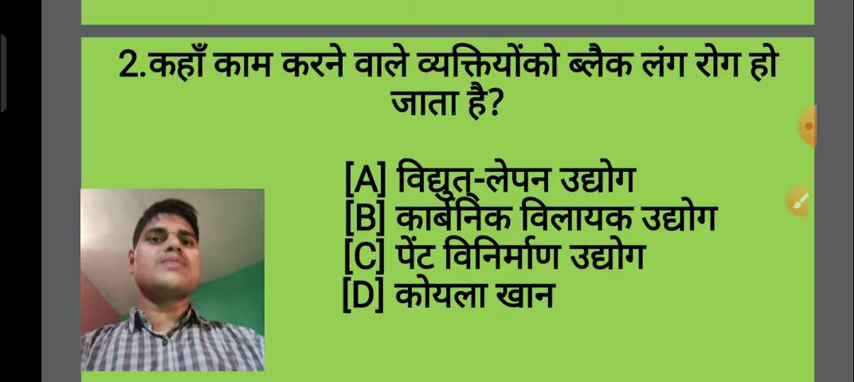 2.कहाँ काम करने वाले व्यक्तियोंको ब्लैक लंग रोग हो
जाता है?
[A] विद्युत्-लेपन उद्योग
[B] कार्बनिक विलायक उद्योग
[C] पेंट विनिर्माण उद्योग
[D] कोयला खान